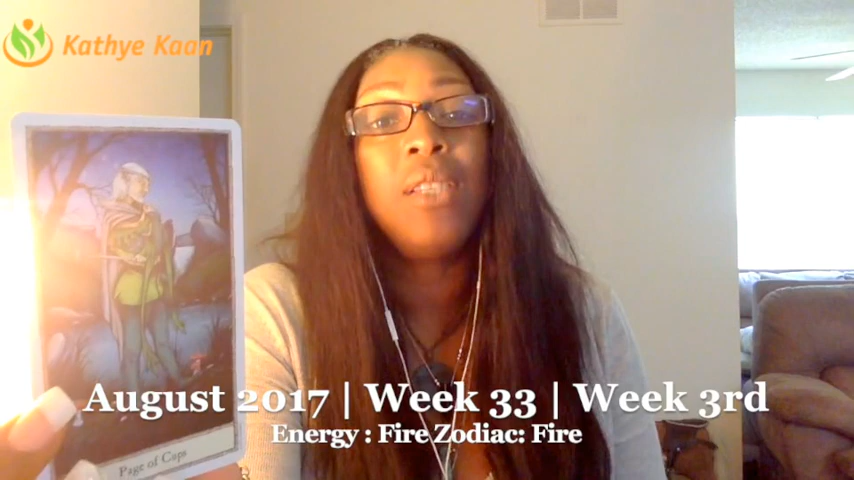 Kathye Kaan
August 2017 | Week 33 | Week 3rd
Energy : Fire Zodiac: Fire
Page of Cups